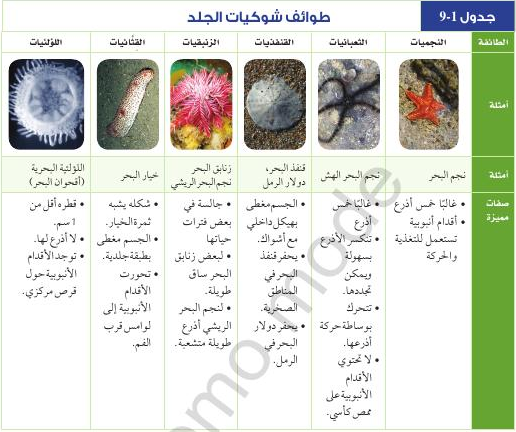 جدول 1-9
طوائف شوكيات الجلد
الطائفة
النجميات
الثعبانيات
القنفذيات
الزنبقيات
القثَّائيات
اللؤلئيات
أمثلة
أمثلة
نجم البحر
نجم البحر الهش
قنفذ البحر،
دولار الرمل
زنابق البحر
نجم البحر الريشي
خيار البحر
اللؤلئية البحرية
(أقحوان البحر)
صفات
مميزة
• غالبًا خمس أذرع
• أقدام أنبوبية
تستعمل للتغذية
والحركة
• غالبًا خمس
أذرع
• تنكسر الأذرع
بسهولة
ويمكن
تجددها.
• تتحرك
بوساطة حركة
أذرعها.
• لا تحتوي
الأقدام
الأنبوبية على
ممص كأسي.
• الجسم مغطى
بهيكل داخلي
مع أشواك.
• يحفر قنفذ
البحر في
المناطق
الصخرية.
• يحفر دولار
البحر في
الرمل.
• جالسة في
بعض فترات
حياتها
• لبعض زنابق
البحر ساق
طويلة.
• لنجم البحر
الريشي أذرع
طويلة متشعبة.
• شكله يشبه
ثمرة الخيار.
• الجسم مغطى
بطبقة جلدية.
• تحورت
الأقدام
الأنبوبية إلى
لوامس قرب
الفم.
• قطره أقل من
1سم.
• لا أذرع لها.
• توجد الأقدام
الأنبوبية حول
قرص مركزي.